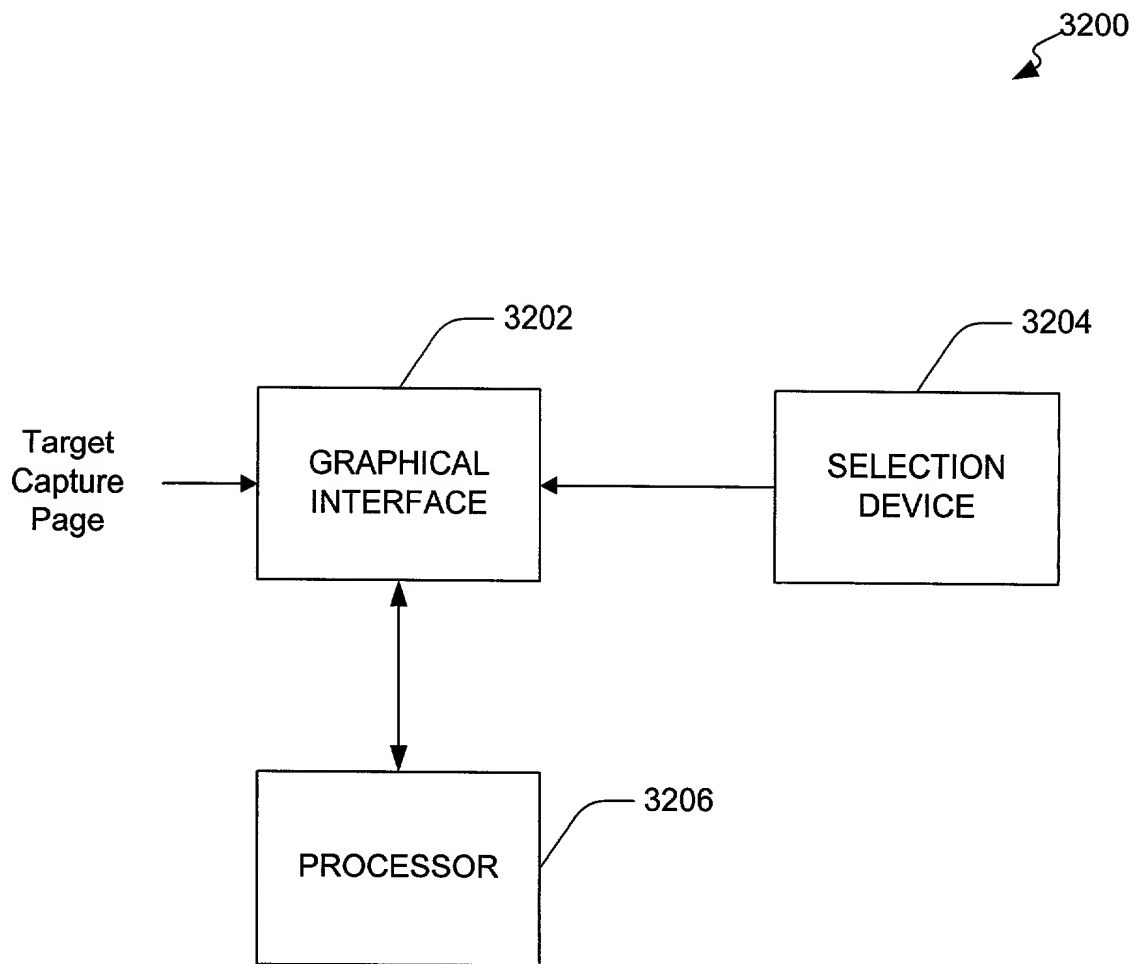 3200
3202
3204
Target
Capture
Page
GRAPHICAL
INTERFACE
SELECTION
DEVICE
3206
PROCESSOR